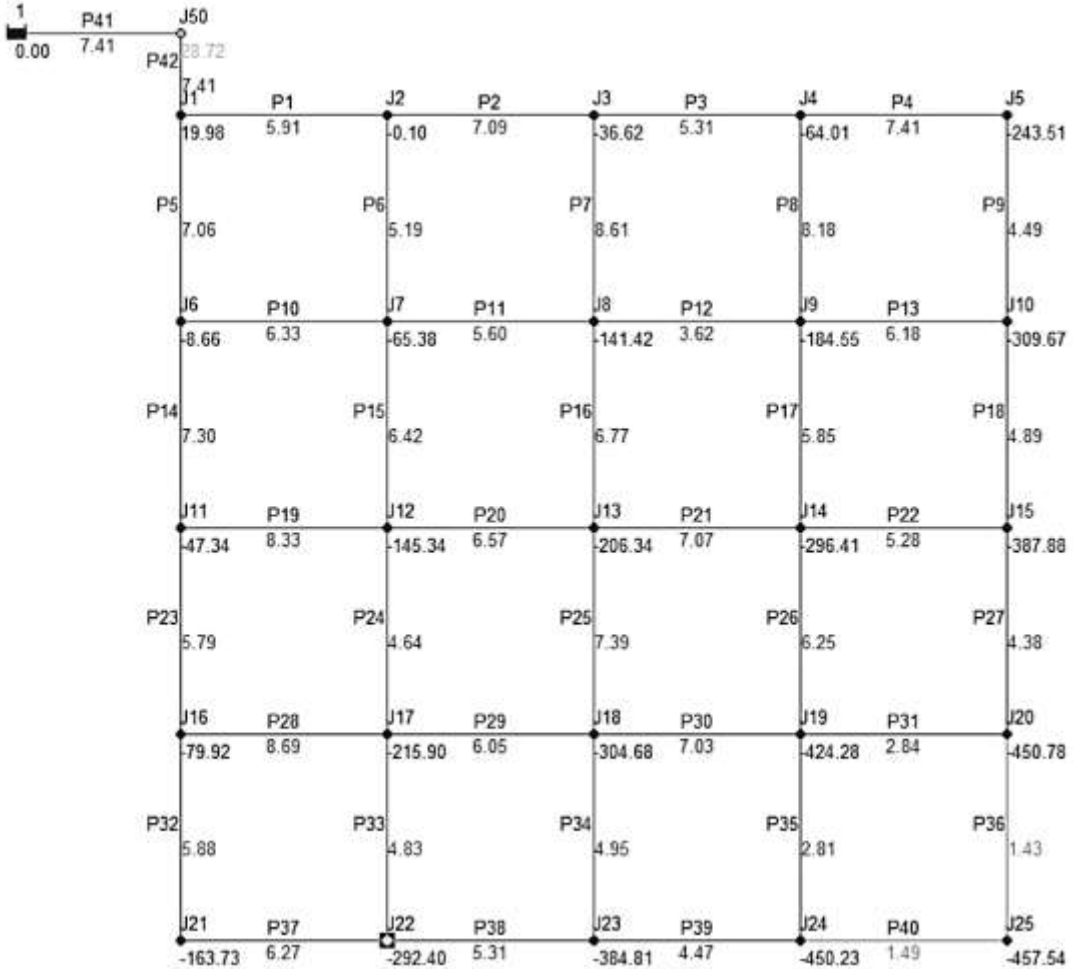 1
P41
J50
0.00
7.41
28.72
P42
7.41
J1 P1 J2 P2 J3 P3 J4 P4 J5
19.98 5.91 -0.10 7.09 -36.62 5.31 -64.01 7.41 -243.51
P5 P6 P7 P8 P9
7.06 5.19 8.61 8.18 4.49
J6 P10 J7 P11 J8 P12 J9 P13 J10
-8.66 6.33 -65.38 5.60 -141.42 3.62 -184.55 6.18 -309.67
P14 P15 P16 P17 P18
7.30 6.42 6.77 5.85 4.89
J11 P19 J12 P20 J13 P21 J14 P22 J15
-47.34 8.33 -145.34 6.57 -206.34 7.07 -296.41 5.28 -387.88
P23 P24 P25 P26 P27
5.79 4.64 7.39 6.25 4.38
J16 P28 J17 P29 J18 P30 J19 P31 J20
-79.92 8.69 -215.90 6.05 -304.68 7.03 -424.28 2.84 -450.78
P32 P33 P34 P35 P36
5.88 4.83 4.95 2.81 1.43
J21 P37 J22 P38 J23 P39 J24 P40 J25
-163.73 6.27 -292.40 5.31 -384.81 4.47 -450.23 1.49 -457.54